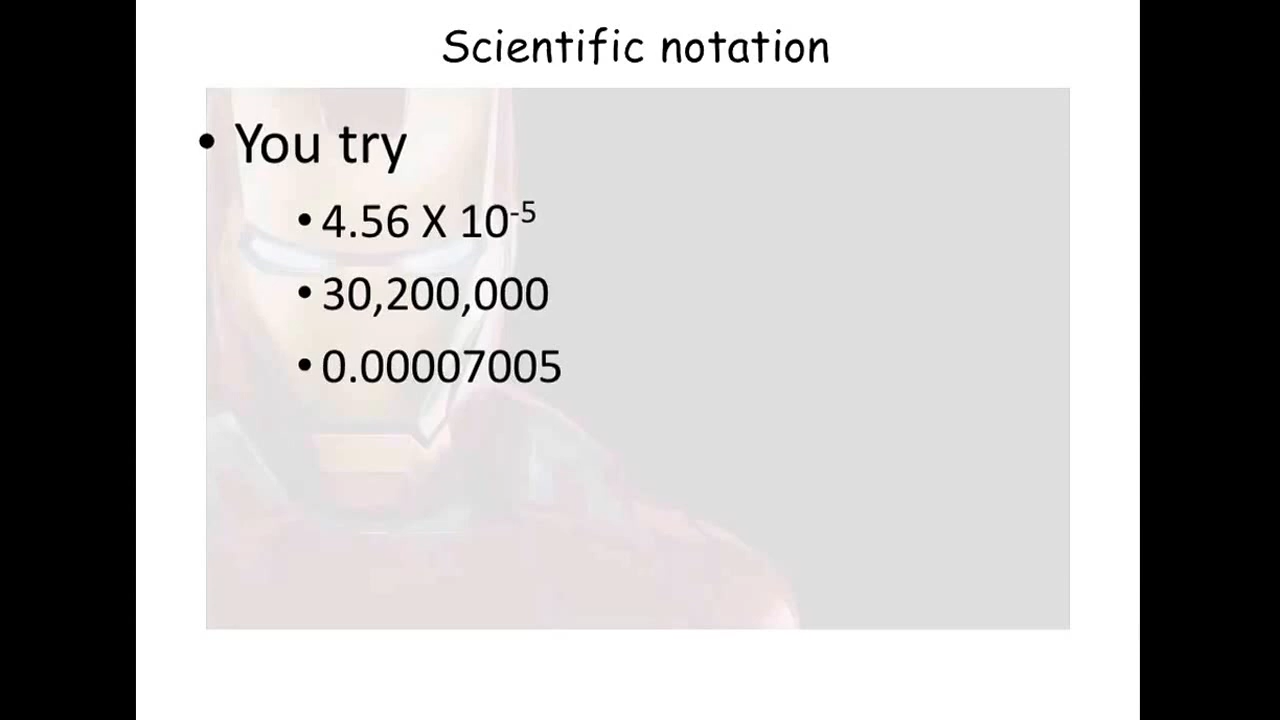 Scientific notation
• You try
• 4.56 X 10⁻⁵
• 30,200,000
• 0.00007005